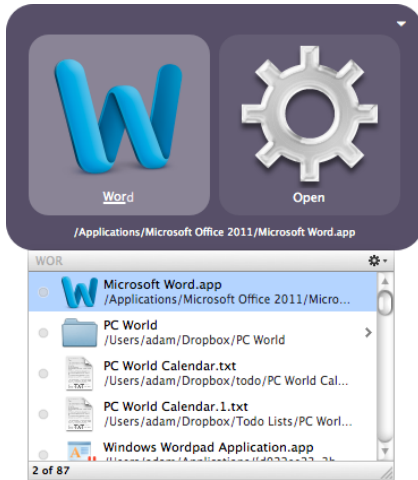 Word
Open
/Applications/Microsoft Office 2011/Microsoft Word.app
WOR
Microsoft Word.app
/Applications/Microsoft Office 2011/Micro...
PC World
/Users/adam/Dropbox/PC World
PC World Calendar.txt
/Users/adam/Dropbox/todo/PC World Cal...
TXT
PC World Calendar.1.txt
/Users/adam/Dropbox/Todo Lists/PC Worl...
TXT
Windows Wordpad Application.app
2 of 87